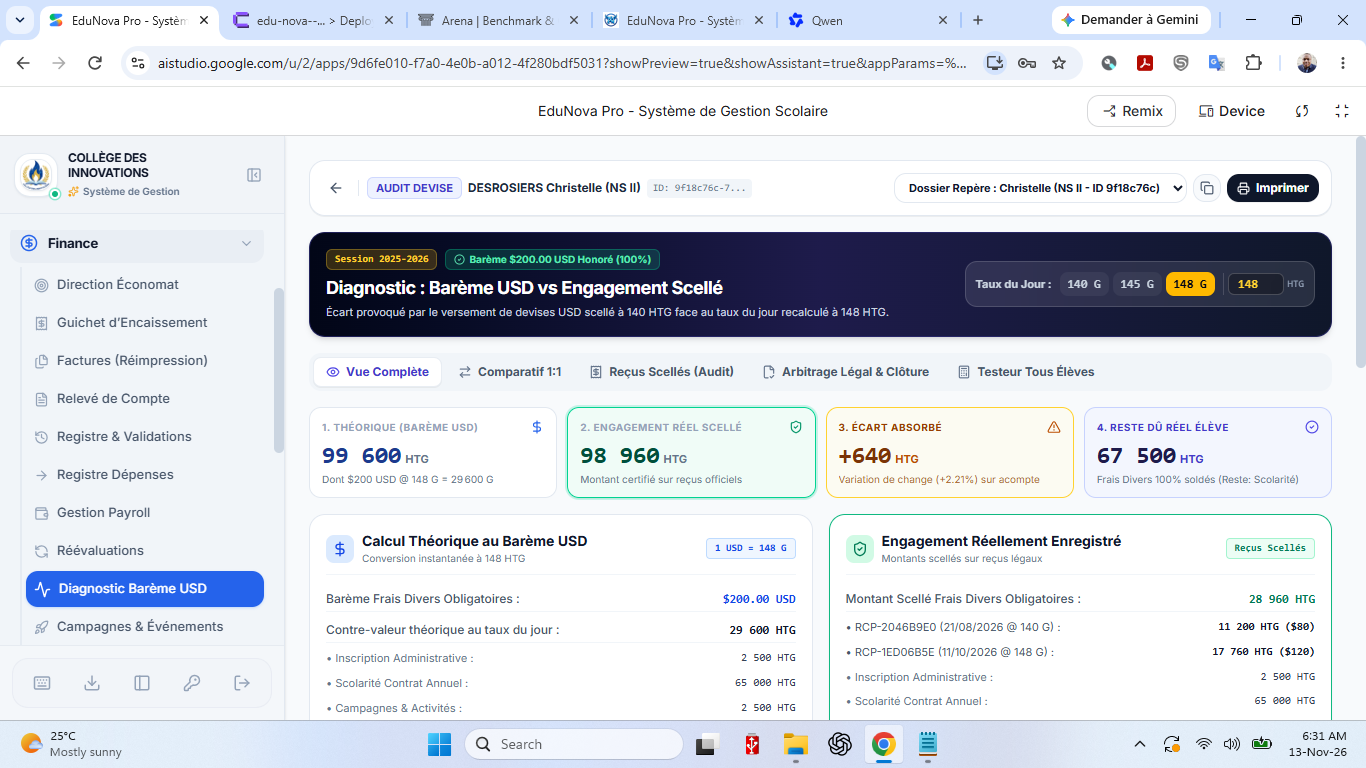 EduNova Pro - Systèm
edu-nova--... > Deplo
Arena | Benchmark &
EduNova Pro - Systèm
Qwen
Demander à Gemini
aistudio.google.com/u/2/apps/9d6fe010-f7a0-4e0b-a012-4f280bdf5031?showPreview=true&showAssistant=true&appParams=%...
EduNova Pro - Système de Gestion Scolaire
Remix
Device
COLLÈGE DES
INNOVATIONS
Système de Gestion
Finance
Direction Économat
Guichet d'Encaissement
Factures (Réimpression)
Relevé de Compte
Registre & Validations
Registre Dépenses
Gestion Payroll
Réévaluations
Diagnostic Barème USD
Campagnes & Événements
AUDIT DEVISE
DESROSIERS Christelle (NS II)
ID: 9f18c76c-7...
Dossier Repère : Christelle (NS II - ID 9f18c76c)
Imprimer
Session 2025-2026
Barème $200.00 USD Honoré (100%)
Diagnostic : Barème USD vs Engagement Scellé
Écart provoqué par le versement de devises USD scellé à 140 HTG face au taux du jour recalculé à 148 HTG.
Taux du Jour :
140 G
145 G
148 G
148
HTG
Vue Complète
Comparatif 1:1
Reçus Scellés (Audit)
Arbitrage Légal & Clôture
Testeur Tous Élèves
1. THÉORIQUE (BARÈME USD)
99 600 HTG
Dont $200 USD @ 148 G = 29 600 G
2. ENGAGEMENT RÉEL SCELLÉ
98 960 HTG
Montant certifié sur reçus officiels
3. ÉCART ABSORBÉ
+640 HTG
Variation de change (+2.21%) sur acompte
4. RESTE DÛ RÉEL ÉLÈVE
67 500 HTG
Frais Divers 100% soldés (Reste: Scolarité)
Calcul Théorique au Barème USD
Conversion instantanée à 148 HTG
1 USD = 148 G
Barème Frais Divers Obligatoires :
$200.00 USD
Contre-valeur théorique au taux du jour :
29 600 HTG
• Inscription Administrative :
2 500 HTG
• Scolarité Contrat Annuel :
65 000 HTG
• Campagnes & Activités :
2 500 HTG
Engagement Réellement Enregistré
Montants scellés sur reçus légaux
Reçus Scellés
Montant Scellé Frais Divers Obligatoires :
28 960 HTG
• RCP-2046B9E0 (21/08/2026 @ 140 G) :
11 200 HTG ($80)
• RCP-1ED06B5E (11/10/2026 @ 148 G) :
17 760 HTG ($120)
• Inscription Administrative :
2 500 HTG
• Scolarité Contrat Annuel :
65 000 HTG
25°C
Mostly sunny
Search
6:31 AM
13-Nov-26